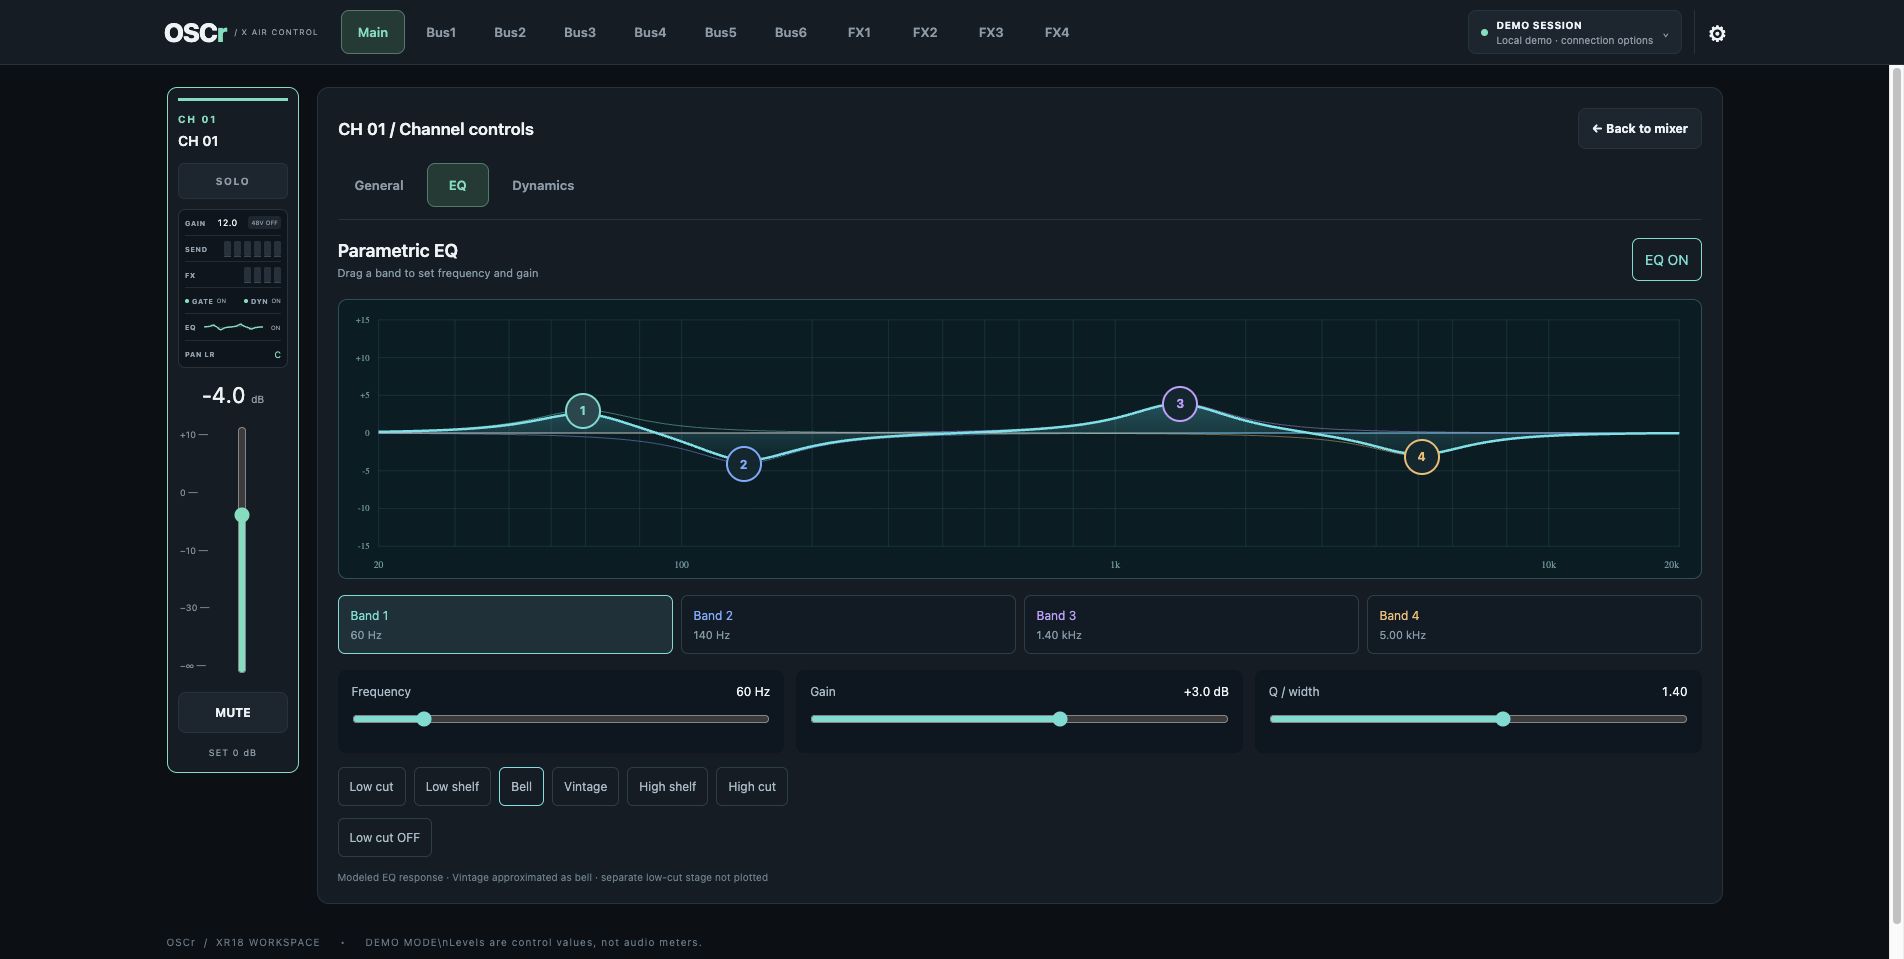 OSCr / X AIR CONTROL
Main
Bus1
Bus2
Bus3
Bus4
Bus5
Bus6
FX1
FX2
FX3
FX4
DEMO SESSION
Local demo · connection options
CH 01
CH 01
SOLO
GAIN 12.0 48V OFF
SEND
FX
GATE ON DYN ON
EQ ON
PAN LR C
-4.0 dB
+10
0
−10
−30
−∞
MUTE
SET 0 dB
CH 01 / Channel controls
← Back to mixer
General
EQ
Dynamics
Parametric EQ
Drag a band to set frequency and gain
EQ ON
+15
+10
+5
0
-5
-10
-15
1
2
3
4
20
100
1k
10k
20k
Band 1
60 Hz
Band 2
140 Hz
Band 3
1.40 kHz
Band 4
5.00 kHz
Frequency 60 Hz
Gain +3.0 dB
Q / width 1.40
Low cut
Low shelf
Bell
Vintage
High shelf
High cut
Low cut OFF
Modeled EQ response · Vintage approximated as bell · separate low-cut stage not plotted
OSCr / XR18 WORKSPACE · DEMO MODE\nLevels are control values, not audio meters.